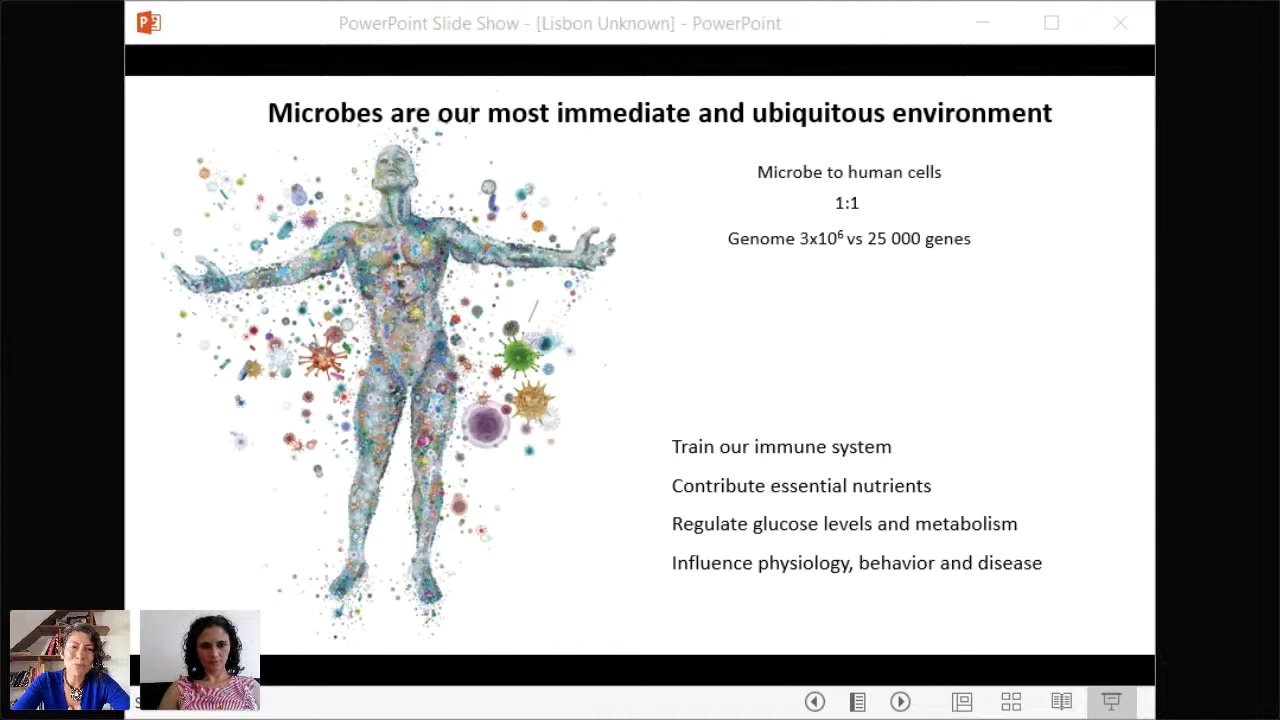 PowerPoint Slide Show - [Lisbon Unknown] - PowerPoint
Microbes are our most immediate and ubiquitous environment
Microbe to human cells
1:1
Genome 3x10⁶ vs 25 000 genes
Train our immune system
Contribute essential nutrients
Regulate glucose levels and metabolism
Influence physiology, behavior and disease